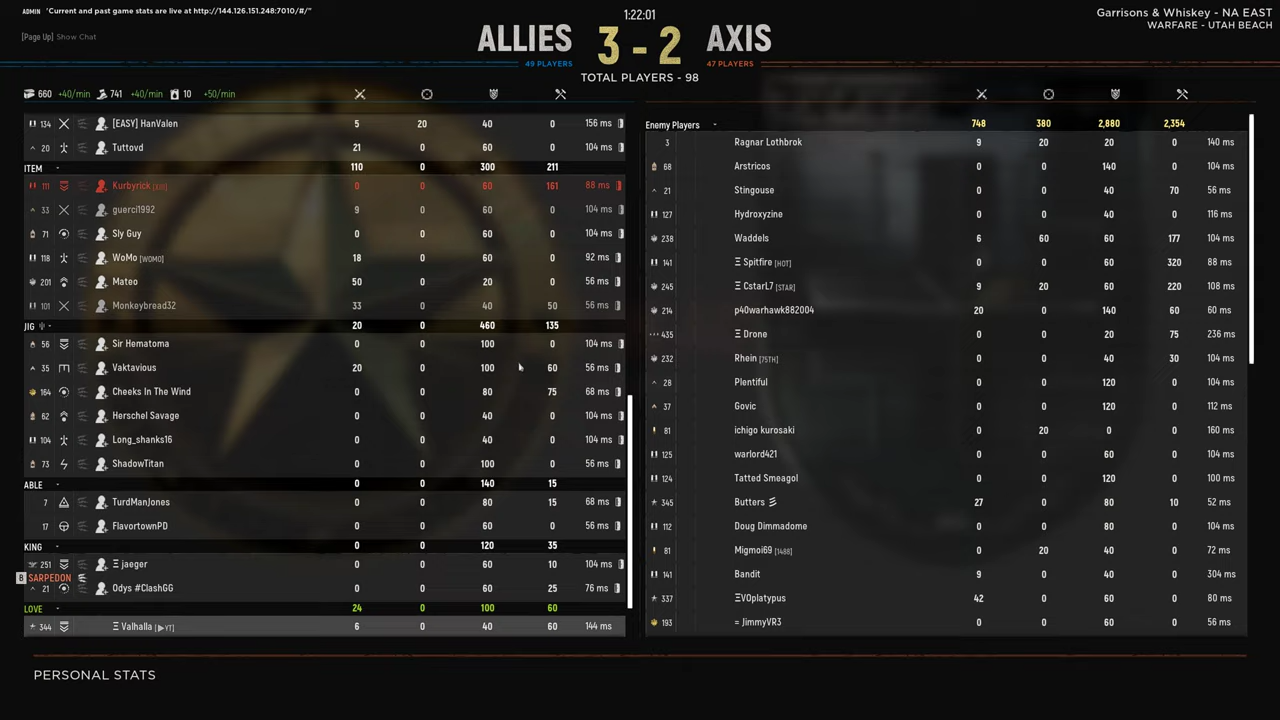 ADMIN 'Current and past game stats are live at http://144.126.151.248:7010/#/"
[Page Up] Show Chat
1:22:01
ALLIES 3 - 2 AXIS
49 PLAYERS 47 PLAYERS
TOTAL PLAYERS - 98
Garrisons & Whiskey - NA EAST
WARFARE - UTAH BEACH
660 +40/min 741 +40/min 10 +50/min
134 [EASY] HanValen 5 20 40 0 156 ms
20 Tuttovd 21 0 60 0 104 ms
ITEM - 110 0 300 211
111 Kurbyrick 0 0 60 161 88 ms
33 guerci1992 9 0 60 0 104 ms
71 Sly Guy 0 0 60 0 104 ms
118 WoMo [WOMO] 18 0 60 0 92 ms
201 Mateo 50 0 20 0 56 ms
101 Monkeybread32 33 0 40 50 56 ms
JIG - 20 0 460 135
56 Sir Hematoma 0 0 100 0 104 ms
35 Vaktavious 20 0 100 60 56 ms
164 Cheeks In The Wind 0 0 80 75 68 ms
62 Herschel Savage 0 0 40 0 104 ms
104 Long_shanks16 0 0 40 0 104 ms
73 ShadowTitan 0 0 100 0 56 ms
ABLE - 0 0 140 15
7 TurdManJones 0 0 80 15 68 ms
17 FlavortownPD 0 0 60 0 56 ms
KING - 0 0 120 35
251 Ξ jaeger 0 0 60 10 104 ms
8 SARPEDON
21 Odys #ClashGG 0 0 60 25 76 ms
LOVE - 24 0 100 60
344 Ξ Valhalla [▶YT] 6 0 40 60 144 ms
Enemy Players - 748 380 2,880 2,354
3 Ragnar Lothbrok 9 20 20 0 140 ms
68 Arstricos 0 0 140 0 104 ms
21 Stingouse 0 0 40 70 56 ms
127 Hydroxyzine 0 0 40 0 116 ms
238 Waddels 6 60 60 177 104 ms
141 Ξ Spitfire [HOT] 0 0 60 320 88 ms
245 Ξ CstarL7 [STAR] 9 20 60 220 108 ms
214 p40warhawk882004 20 0 140 60 60 ms
435 Ξ Drone 0 0 20 75 236 ms
232 Rhein [75TH] 0 0 40 30 104 ms
28 Plentiful 0 0 120 0 104 ms
37 Govic 0 0 120 0 112 ms
81 ichigo kurosaki 0 20 0 0 160 ms
125 warlord421 0 0 60 0 104 ms
124 Tatted Smeagol 0 0 120 0 100 ms
345 Butters 27 0 80 10 52 ms
112 Doug Dimmadome 0 0 80 0 104 ms
81 Migmoi69 [1488] 0 20 40 0 72 ms
141 Bandit 9 0 40 0 304 ms
337 ΞVOplatypus 42 0 60 0 80 ms
193 = JimmyVR3 0 0 60 0 56 ms
PERSONAL STATS